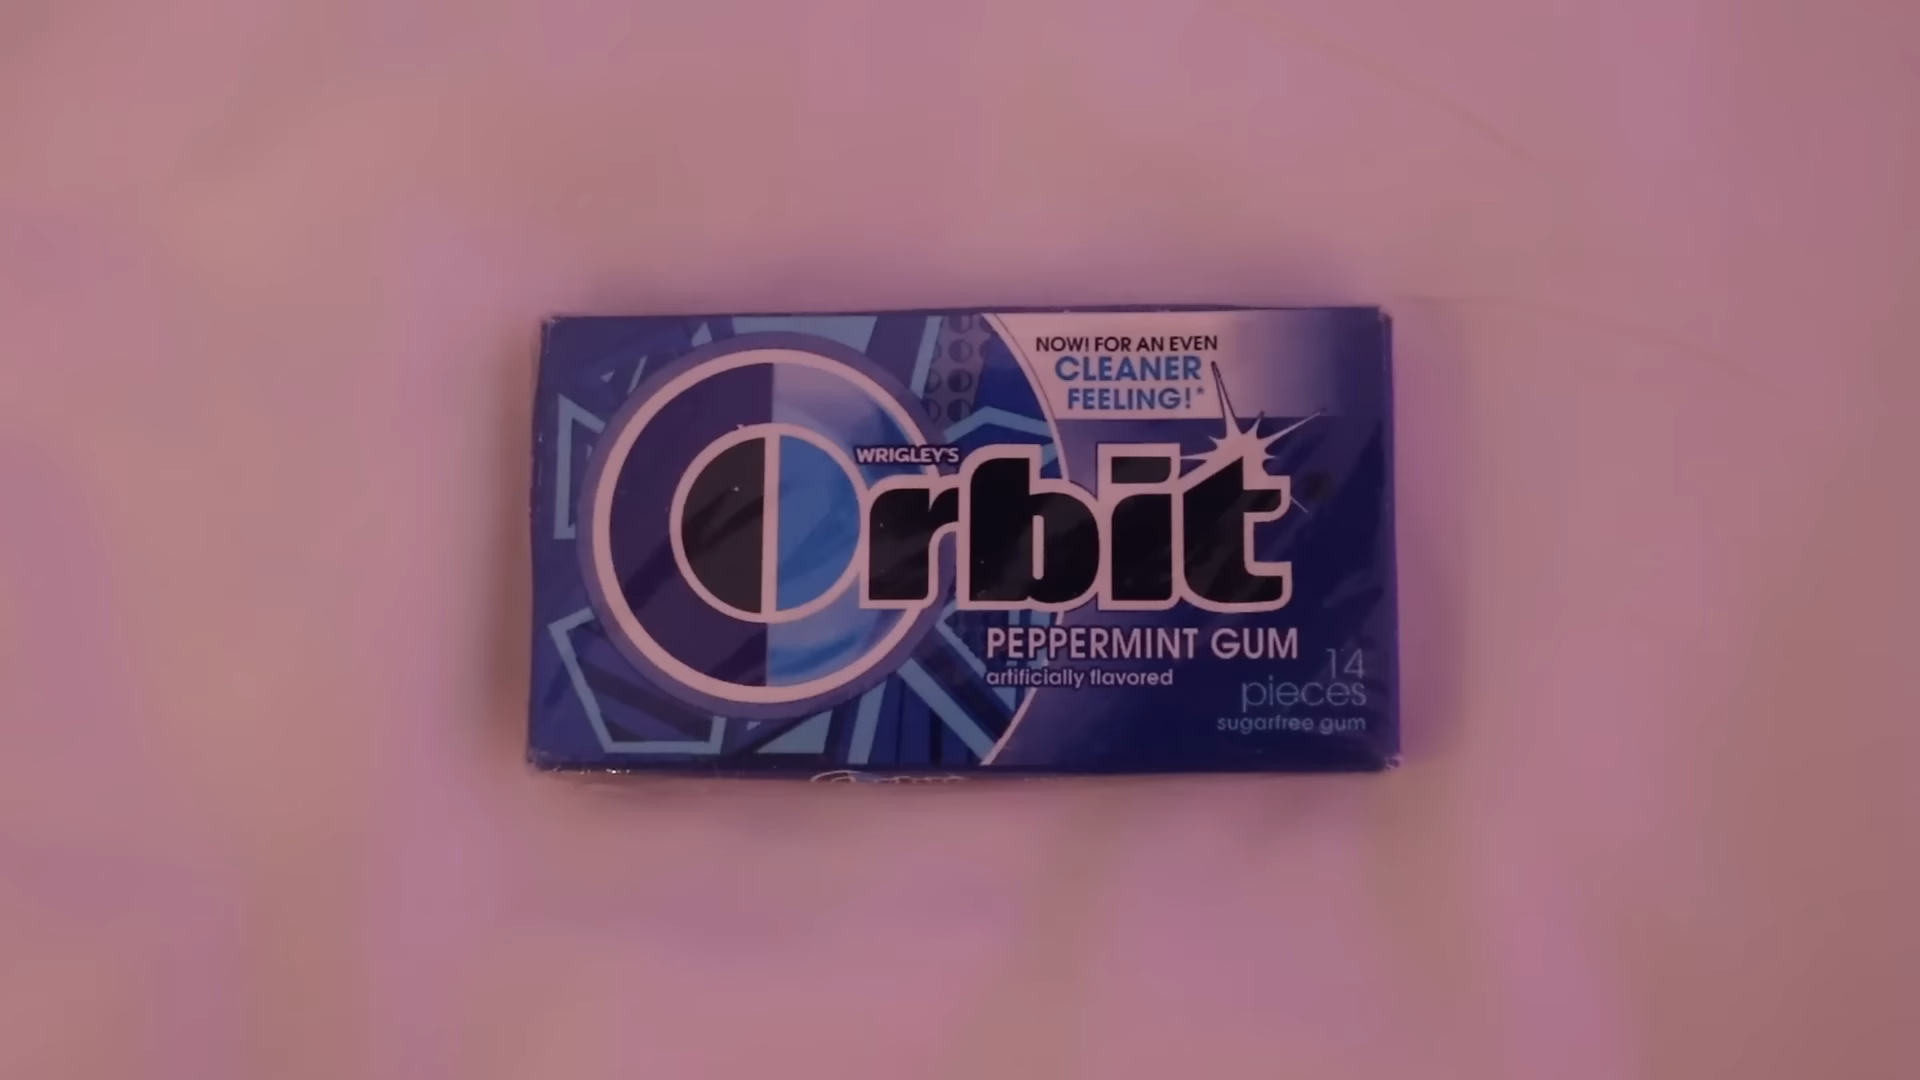 NOW! FOR AN EVEN
CLEANER
FEELING!*
WRIGLEY'S
Orbit
PEPPERMINT GUM
artificially flavored
14
pieces
sugarfree gum